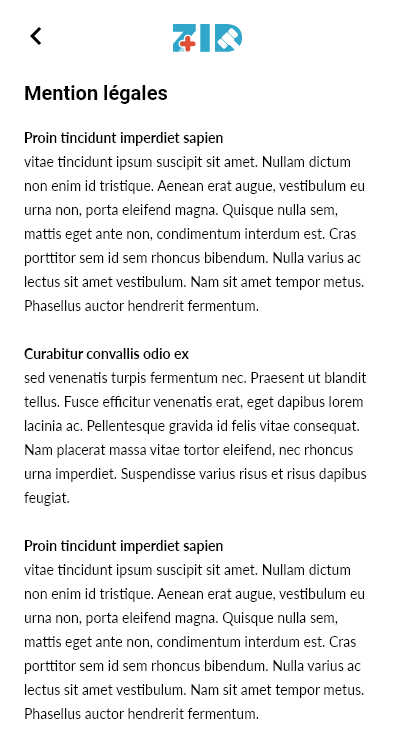 ZID
Mention légales
Proin tincidunt imperdiet sapien
vitae tincidunt ipsum suscipit sit amet. Nullam dictum
non enim id tristique. Aenean erat augue, vestibulum eu
urna non, porta eleifend magna. Quisque nulla sem,
mattis eget ante non, condimentum interdum est. Cras
porttitor sem id sem rhoncus bibendum. Nulla varius ac
lectus sit amet vestibulum. Nam sit amet tempor metus.
Phasellus auctor hendrerit fermentum.
Curabitur convallis odio ex
sed venenatis turpis fermentum nec. Praesent ut blandit
tellus. Fusce efficitur venenatis erat, eget dapibus lorem
lacinia ac. Pellentesque gravida id felis vitae consequat.
Nam placerat massa vitae tortor eleifend, nec rhoncus
urna imperdiet. Suspendisse varius risus et risus dapibus
feugiat.
Proin tincidunt imperdiet sapien
vitae tincidunt ipsum suscipit sit amet. Nullam dictum
non enim id tristique. Aenean erat augue, vestibulum eu
urna non, porta eleifend magna. Quisque nulla sem,
mattis eget ante non, condimentum interdum est. Cras
porttitor sem id sem rhoncus bibendum. Nulla varius ac
lectus sit amet vestibulum. Nam sit amet tempor metus.
Phasellus auctor hendrerit fermentum.